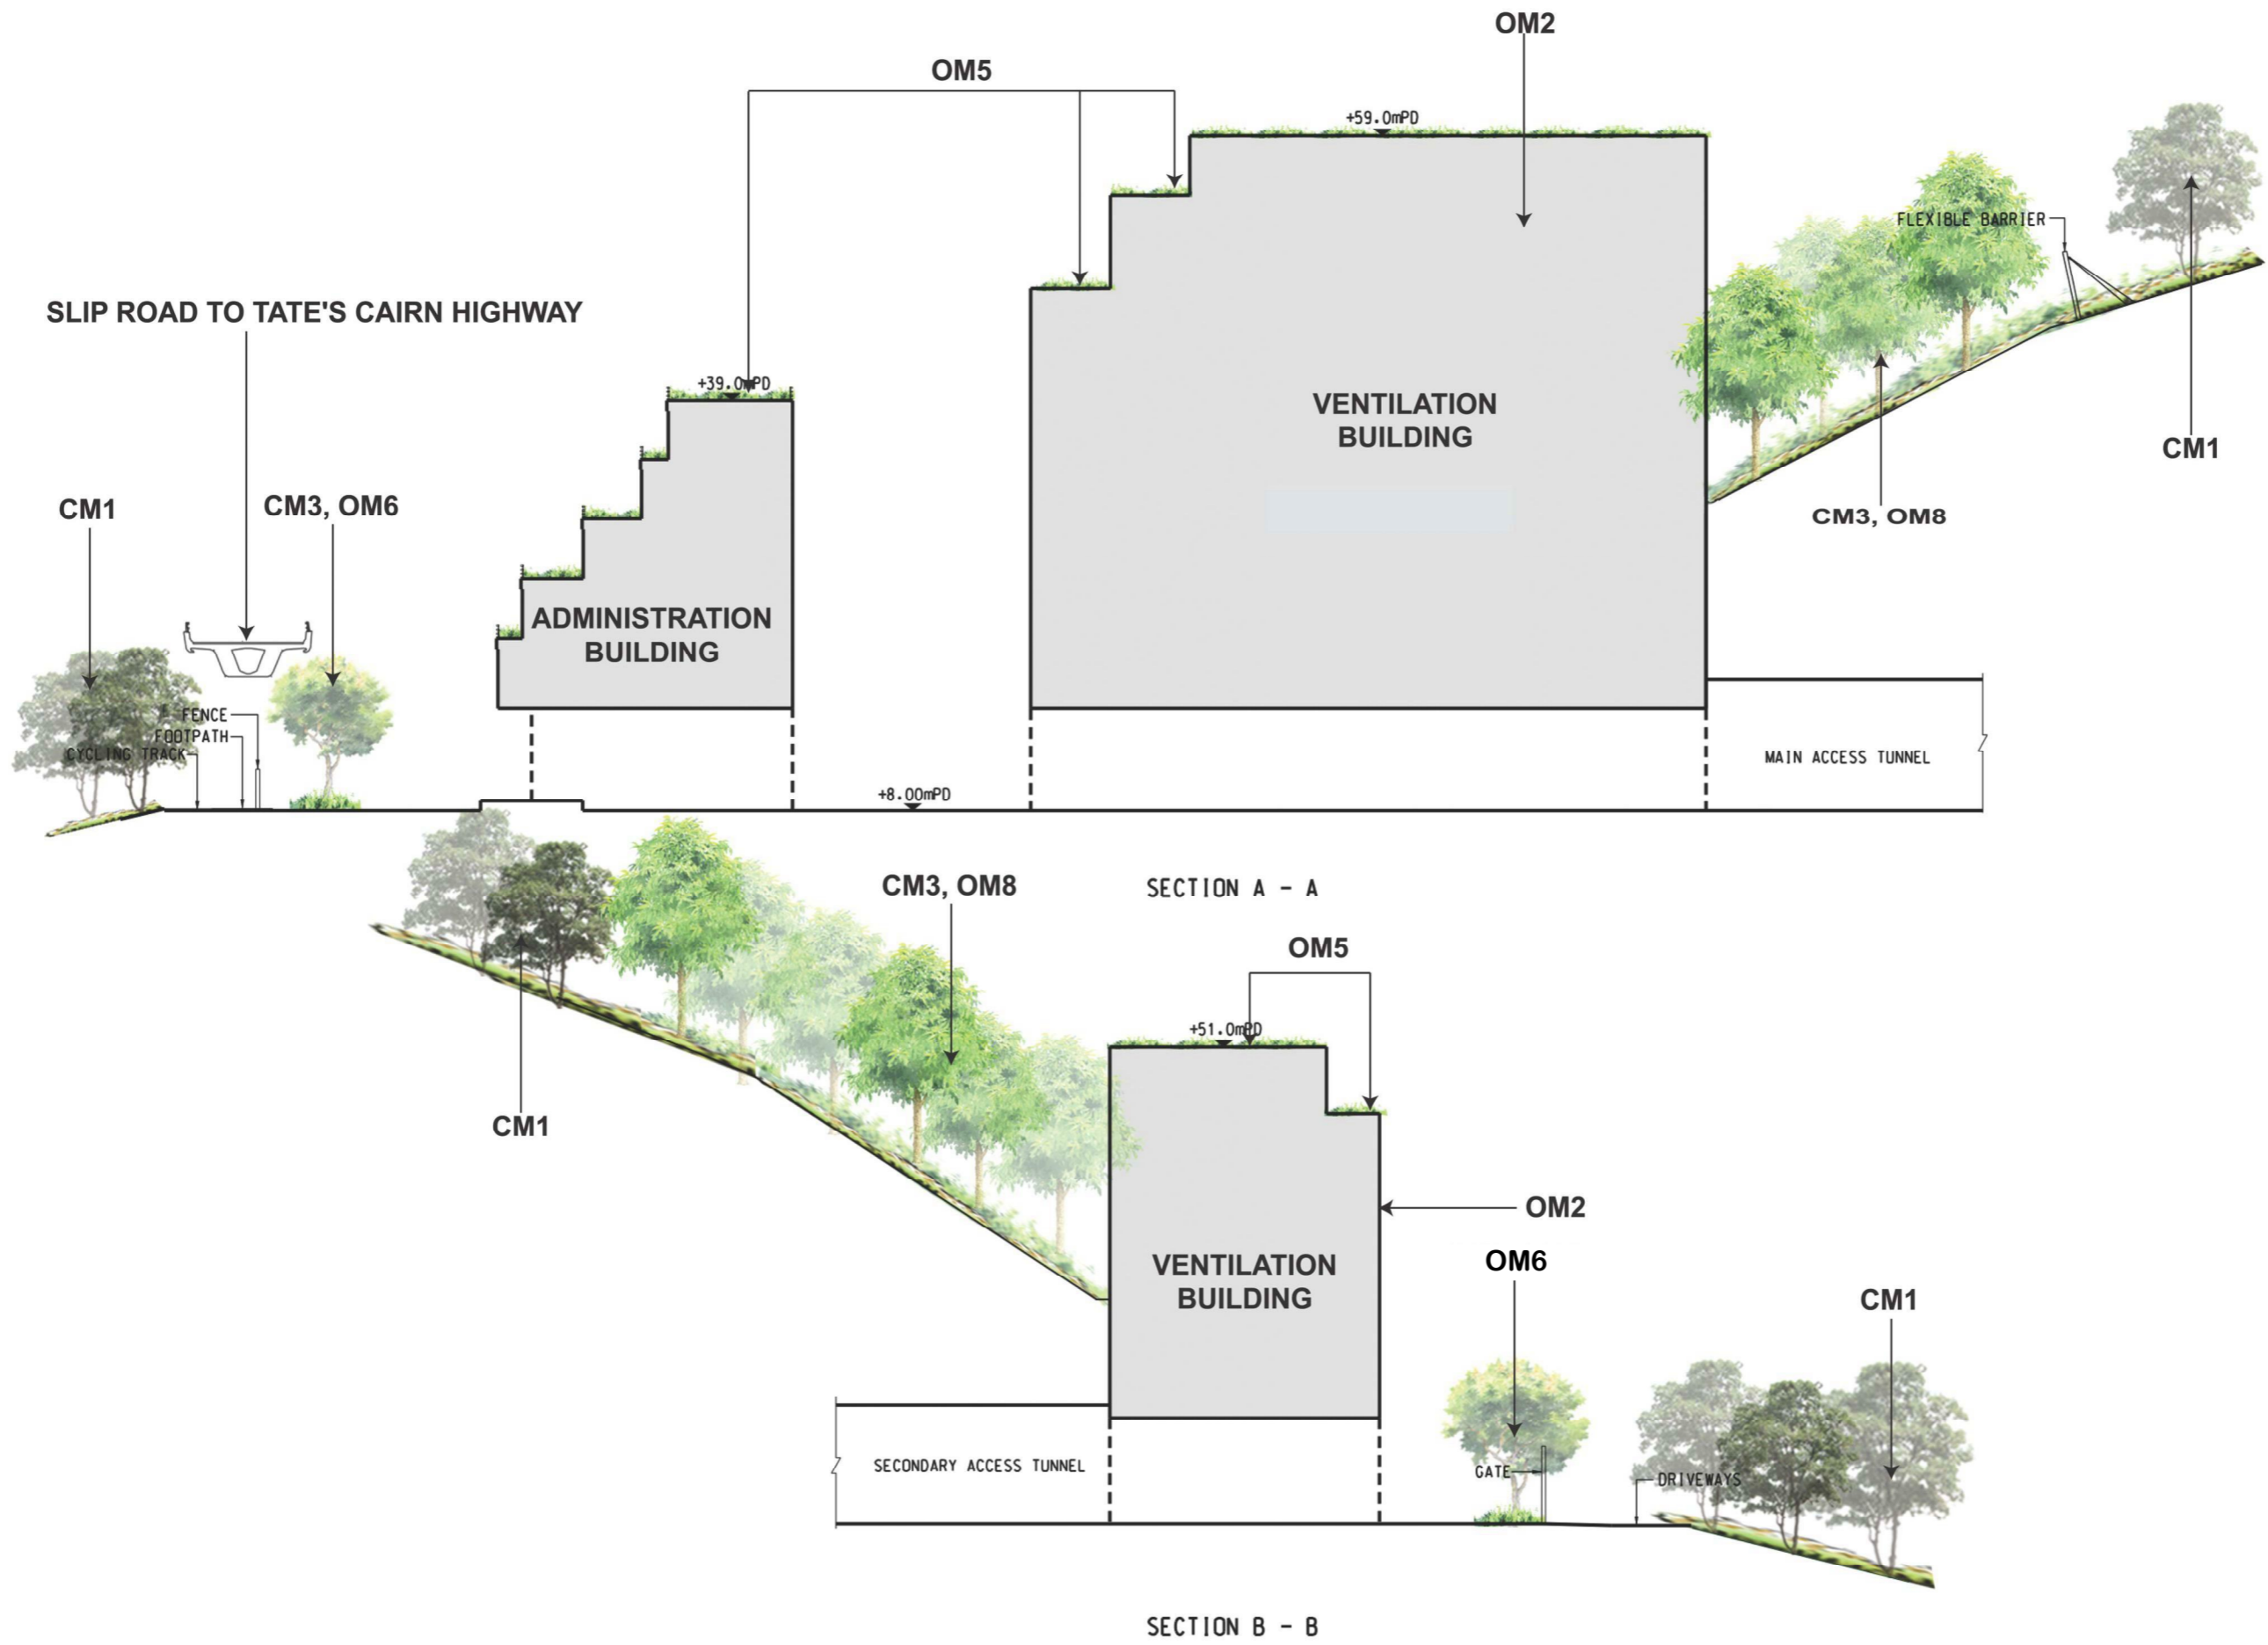 OM2
OM5
+59.0mPD
FLEXIBLE BARRIER
SLIP ROAD TO TATE'S CAIRN HIGHWAY
+39.0mPD
VENTILATION
BUILDING
CM1
CM1
CM3, OM6
CM3, OM8
ADMINISTRATION
BUILDING
FENCE
FOOTPATH
CYCLING TRACK
MAIN ACCESS TUNNEL
+8.00mPD
SECTION A - A
CM3, OM8
OM5
+51.0mPD
CM1
OM2
VENTILATION
BUILDING
OM6
CM1
SECONDARY ACCESS TUNNEL
GATE
DRIVEWAYS
SECTION B - B